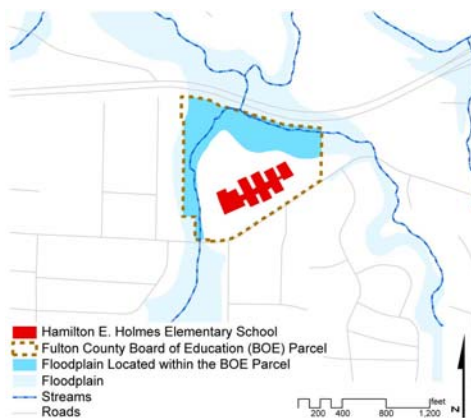 Hamilton E. Holmes Elementary School
Fulton County Board of Education (BOE) Parcel
Floodplain Located within the BOE Parcel
Floodplain
Streams
Roads
feet
200 400 800 1,200
N